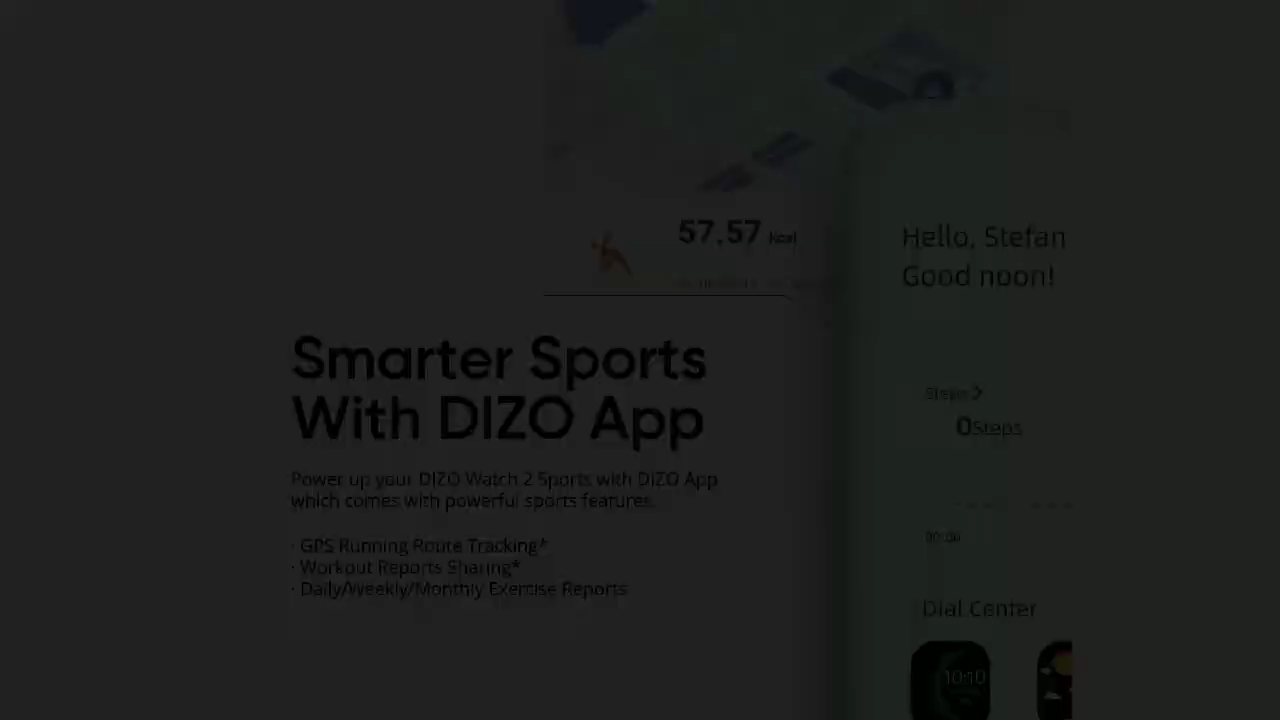 57.57 kcal
Hello, Stefan
Good noon!
Smarter Sports
With DIZO App
Steps >
0Steps
Power up your DIZO Watch 2 Sports with DIZO App
which comes with powerful sports features.
00:00
· GPS Running Route Tracking*
· Workout Reports Sharing*
· Daily/Weekly/Monthly Exercise Reports
Dial Center
10:10